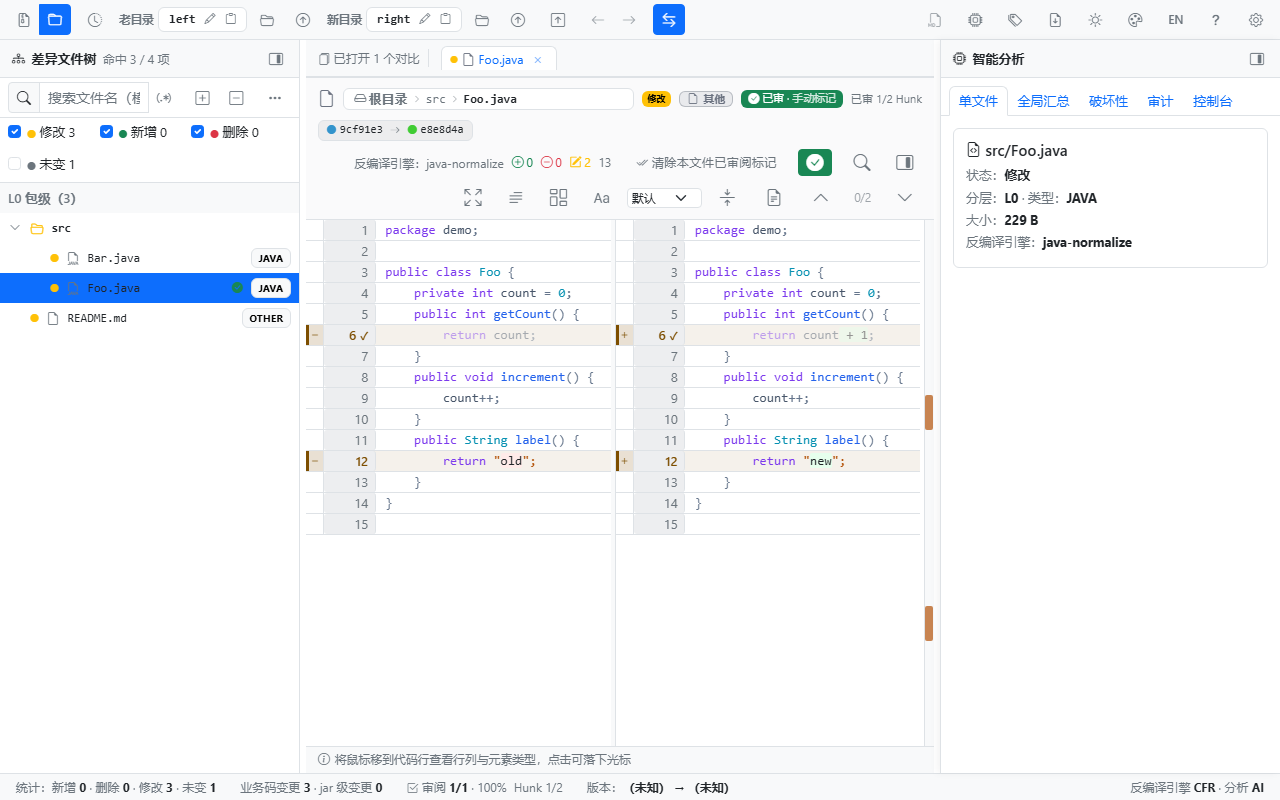 老目录 left 新目录 right EN ?
差异文件树 命中 3 / 4 项
已打开 1 个对比 Foo.java ×
智能分析
搜索文件名 (.*)
修改 3 新增 0 删除 0
未变 1
L0 包级 (3)
src
Bar.java JAVA
Foo.java JAVA
README.md OTHER
根目录 src Foo.java 修改 其他 已审 · 手动标记 已审 1/2 Hunk
9cf91e3 → e8e8d4a
反编译引擎: java-normalize 0 0 2 13 清除本文件已审阅标记
Aa 默认 0/2
1 package demo;
2
3 public class Foo {
4 private int count = 0;
5 public int getCount() {
− 6 ✓ return count;
7 }
8 public void increment() {
9 count++;
10 }
11 public String label() {
− 12 return "old";
13 }
14 }
15
1 package demo;
2
3 public class Foo {
4 private int count = 0;
5 public int getCount() {
+ 6 ✓ return count + 1;
7 }
8 public void increment() {
9 count++;
10 }
11 public String label() {
+ 12 return "new";
13 }
14 }
15
将鼠标移到代码行查看行列与元素类型，点击可落下光标
单文件 全局汇总 破坏性 审计 控制台
src/Foo.java
状态: 修改
分层: L0 · 类型: JAVA
大小: 229 B
反编译引擎: java-normalize
统计: 新增 0 · 删除 0 · 修改 3 · 未变 1 业务码变更 3 · jar 级变更 0 审阅 1/1 · 100% Hunk 1/2 版本: (未知) → (未知) 反编译引擎 CFR · 分析 AI